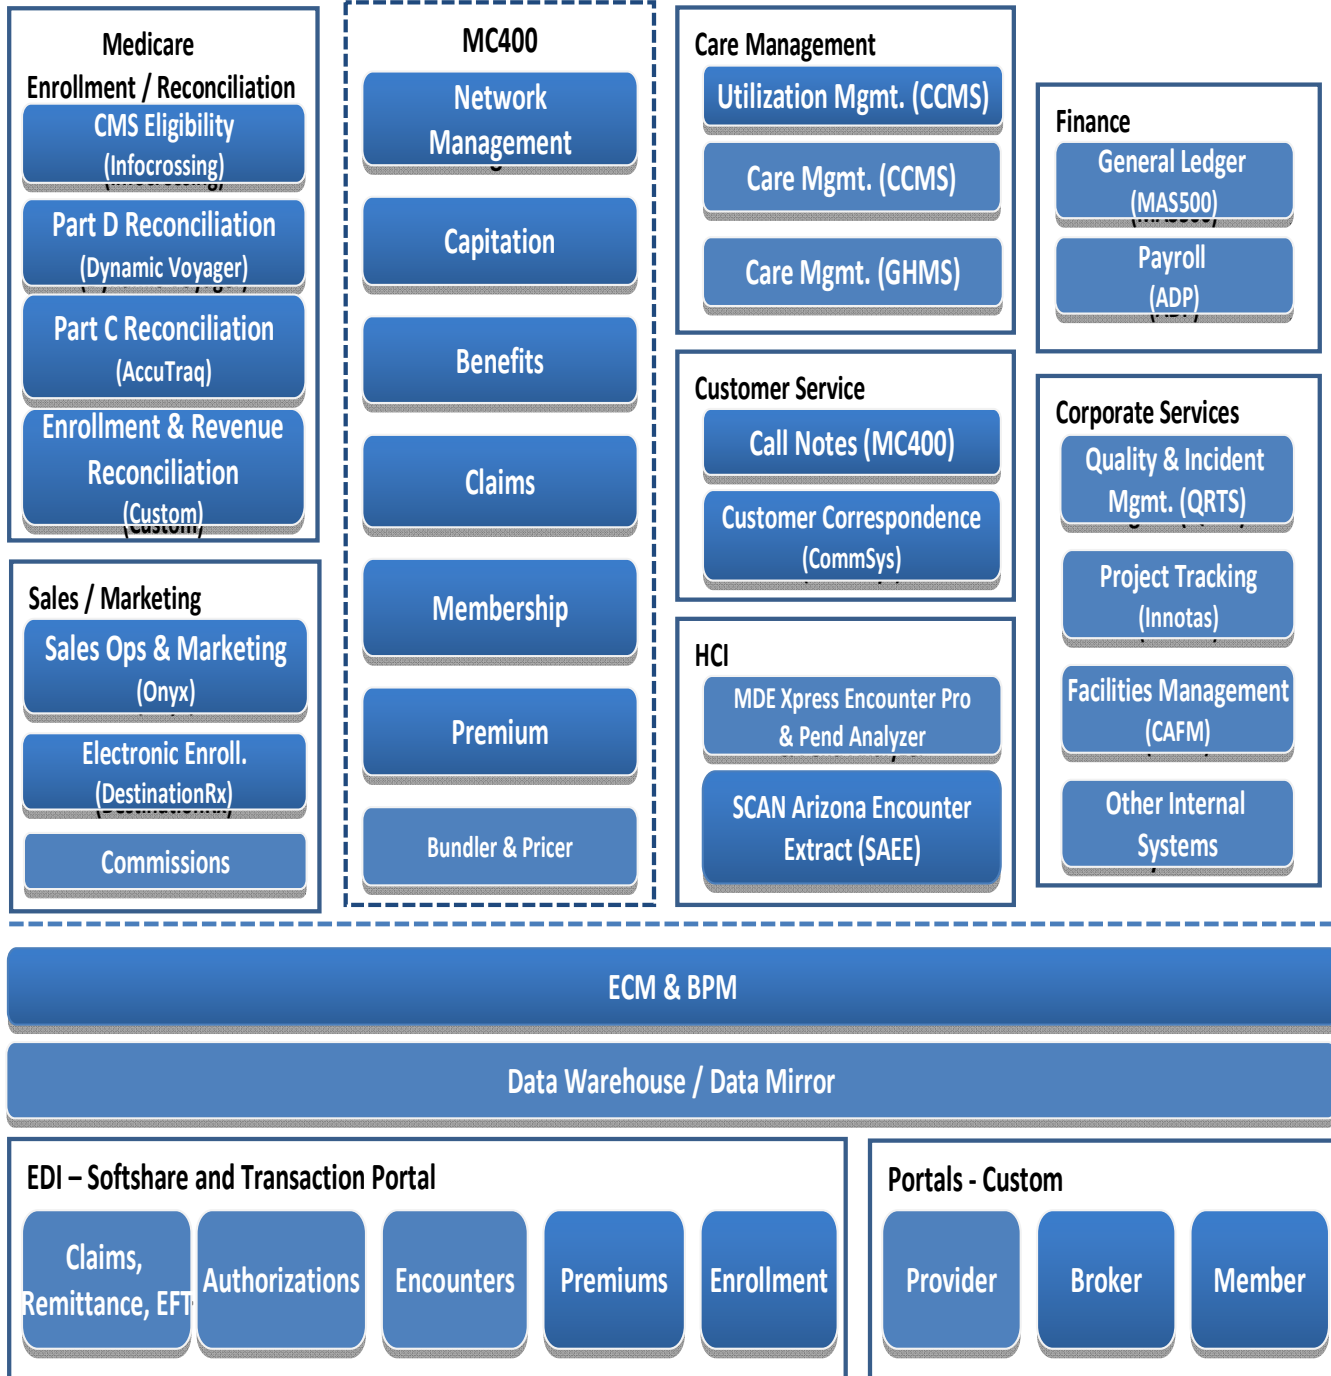 Medicare
Enrollment / Reconciliation
CMS Eligibility
(Infocrossing)
Part D Reconciliation
(Dynamic Voyager)
Part C Reconciliation
(AccuTraq)
Enrollment & Revenue
Reconciliation
(Custom)
Sales / Marketing
Sales Ops & Marketing
(Onyx)
Electronic Enroll.
(DestinationRx)
Commissions
MC400
Network
Management
Capitation
Benefits
Claims
Membership
Premium
Bundler & Pricer
Care Management
Utilization Mgmt. (CCMS)
Care Mgmt. (CCMS)
Care Mgmt. (GHMS)
Customer Service
Call Notes (MC400)
Customer Correspondence
(CommSys)
HCI
MDE Xpress Encounter Pro
& Pend Analyzer
SCAN Arizona Encounter
Extract (SAEE)
Finance
General Ledger
(MAS500)
Payroll
(ADP)
Corporate Services
Quality & Incident
Mgmt. (QRTS)
Project Tracking
(Innotas)
Facilities Management
(CAFM)
Other Internal
Systems
ECM & BPM
Data Warehouse / Data Mirror
EDI – Softshare and Transaction Portal
Claims,
Remittance, EFT
Authorizations
Encounters
Premiums
Enrollment
Portals - Custom
Provider
Broker
Member